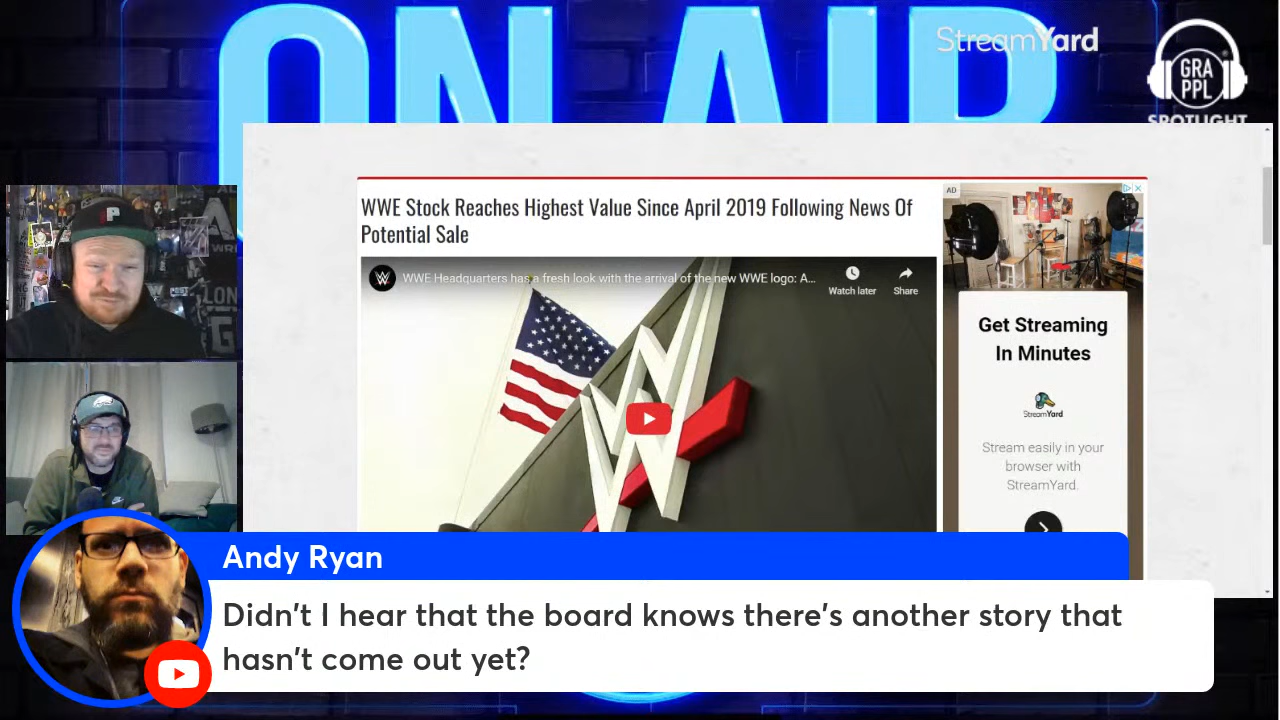 ON AIR
StreamYard
GRA
PPL
SPOTLIGHT
AD
WWE Stock Reaches Highest Value Since April 2019 Following News Of
Potential Sale
WWE Headquarters has a fresh look with the arrival of the new WWE logo: A...
Watch later
Share
Get Streaming
In Minutes
StreamYard
Stream easily in your
browser with
StreamYard.
Andy Ryan
Didn't I hear that the board knows there's another story that
hasn't come out yet?